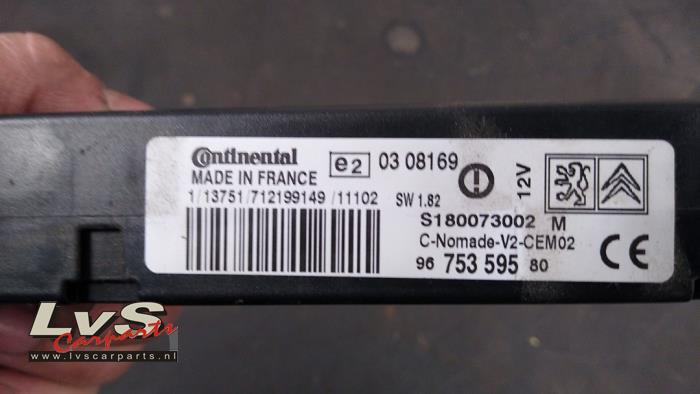 Continental
MADE IN FRANCE
e2 03 08169
12V
1/13751/712199149/11102 SW 1.82
S180073002 M
C-Nomade-V2-CEM02
96 753 595 80
CE
LvS
Carparts
www.lvscarparts.nl